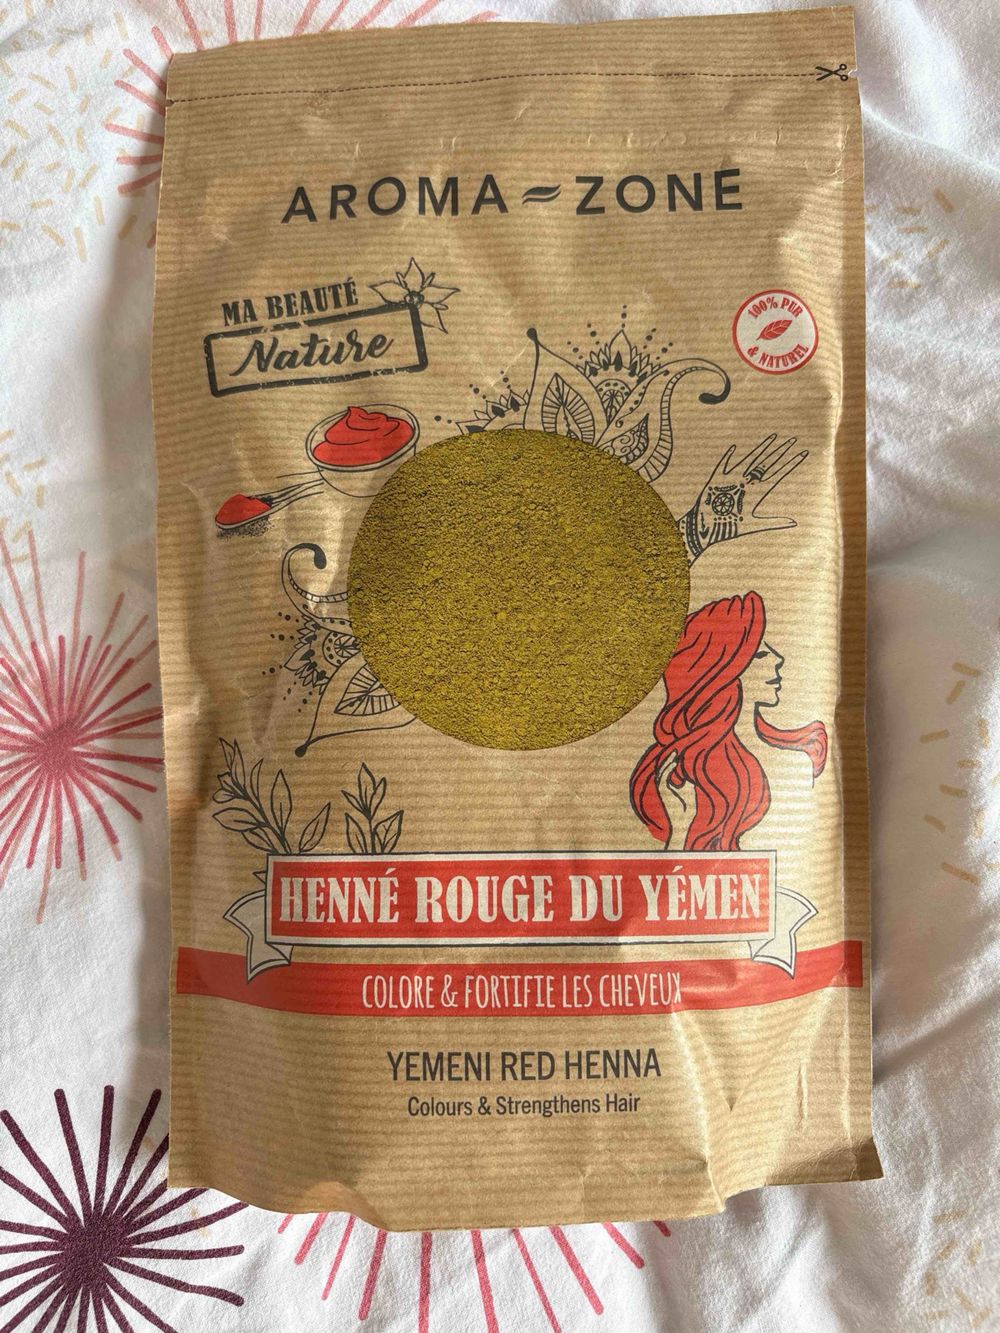 AROMA ZONE
MA BEAUTÉ
Nature
100% PUR
& NATUREL
HENNÉ ROUGE DU YÉMEN
COLORE & FORTIFIE LES CHEVEUX
YEMENI RED HENNA
Colours & Strengthens Hair